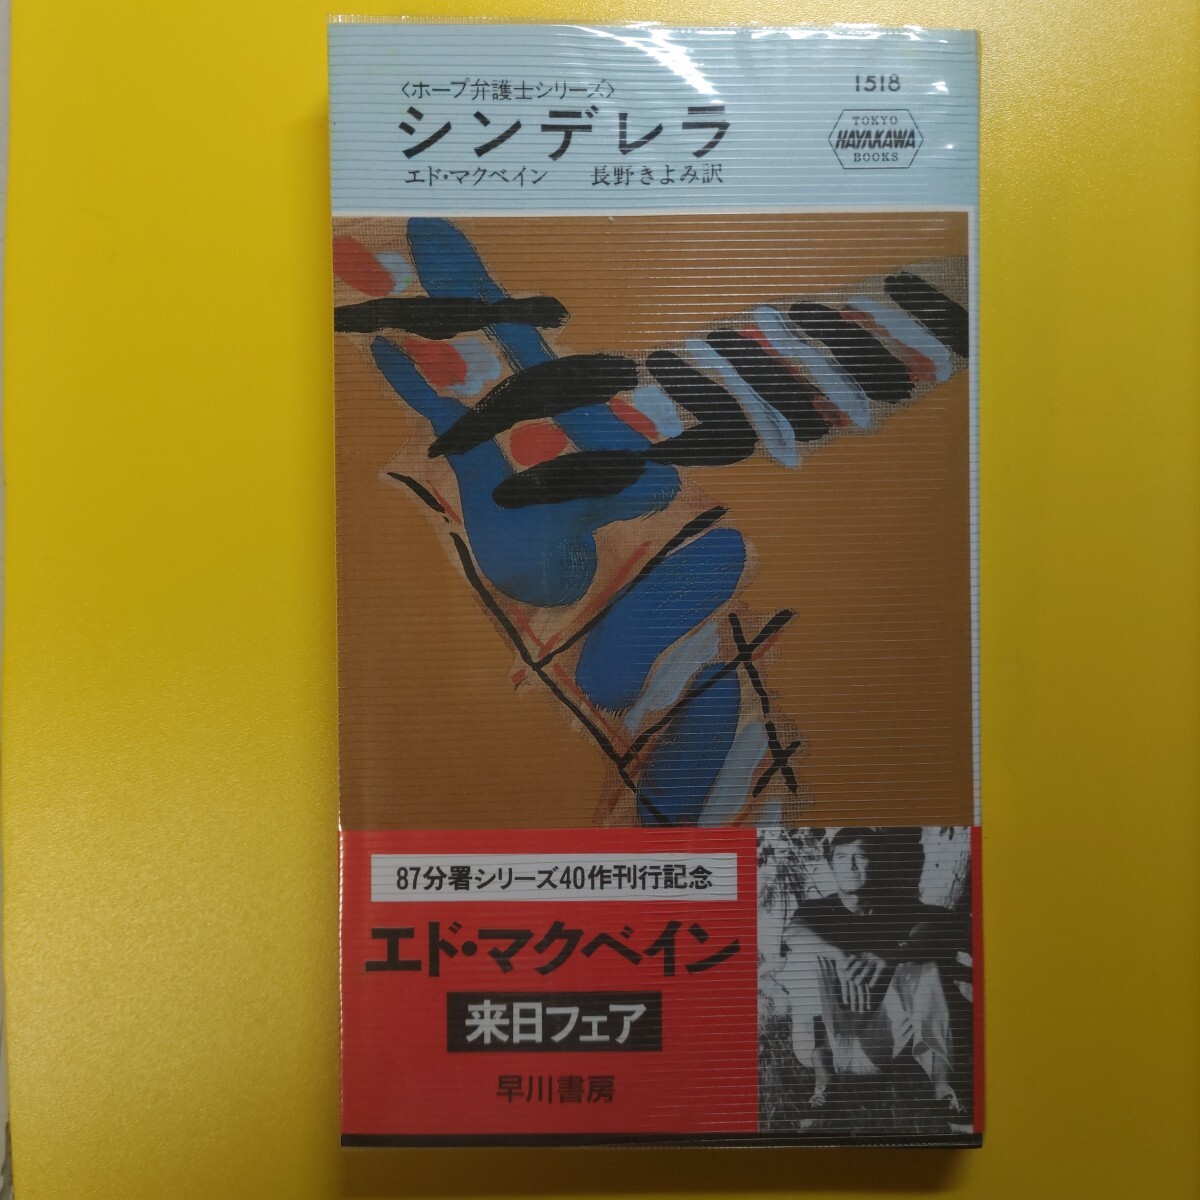 〈ホープ弁護士シリーズ〉
シンデレラ
エド・マクベイン 長野きよみ訳
1518
TOKYO
HAYAKAWA
BOOKS
87分署シリーズ40作刊行記念
エド・マクベイン
来日フェア
早川書房